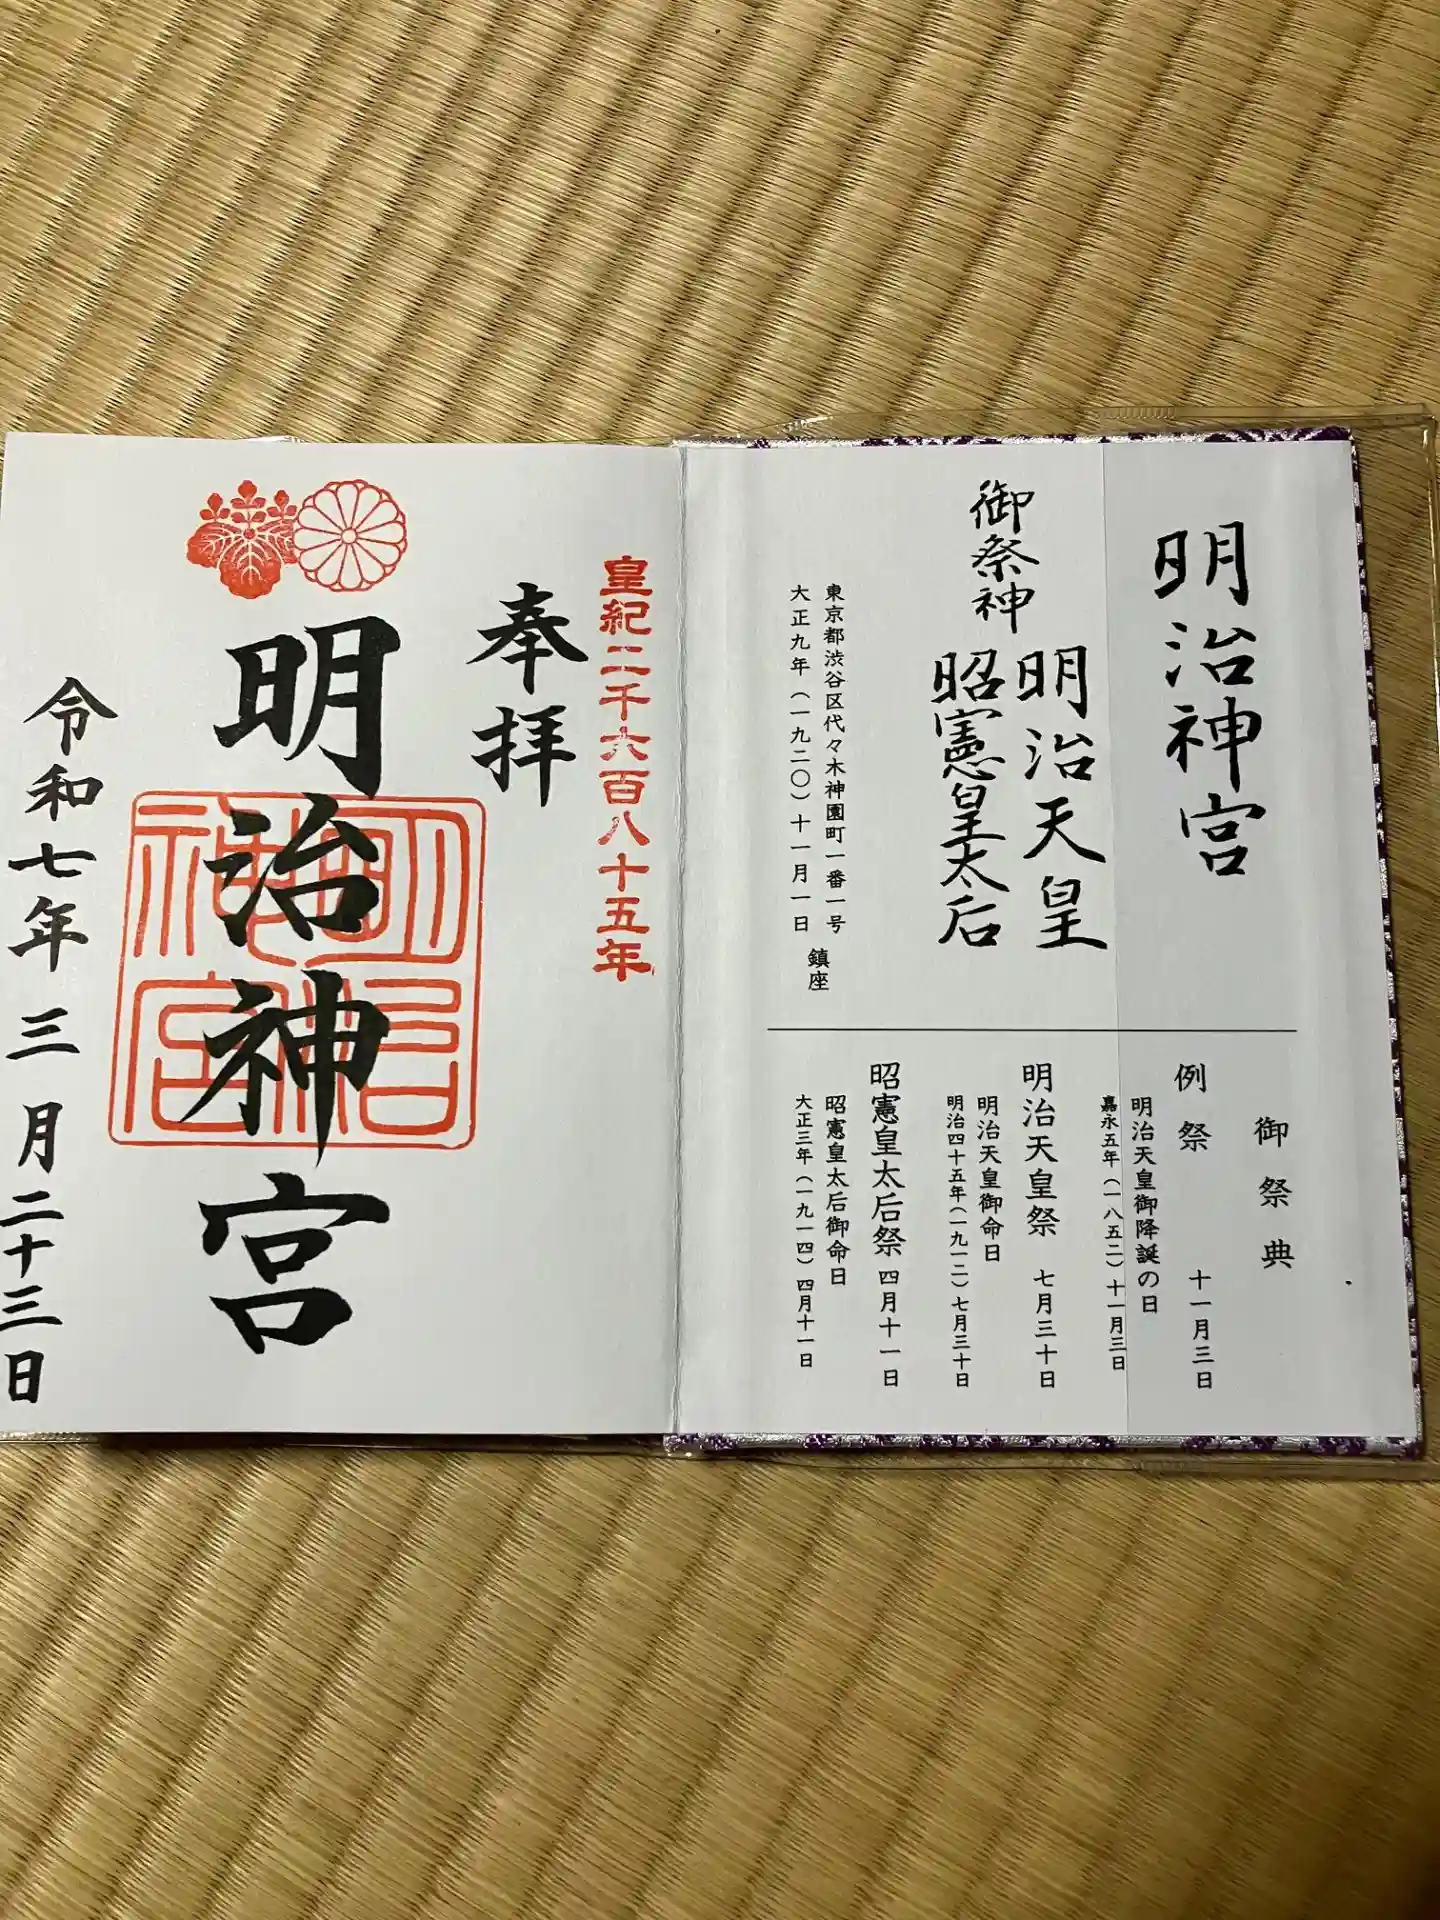 明治神宮
御祭神
明治天皇
昭憲皇太后
東京都渋谷区代々木神園町一番一号
大正九年（一九二〇）十一月一日
鎮座
御祭典
例祭 十一月三日
明治天皇御降誕の日
嘉永五年（一八五二）十一月三日
明治天皇祭 七月三十日
明治天皇御命日
明治四十五年（一九一二）七月三十日
昭憲皇太后祭 四月十一日
昭憲皇太后御命日
大正三年（一九一四）四月十一日
皇紀二千六百八十五年
奉拝
明治神宮
明治神宮
令和七年三月二十三日